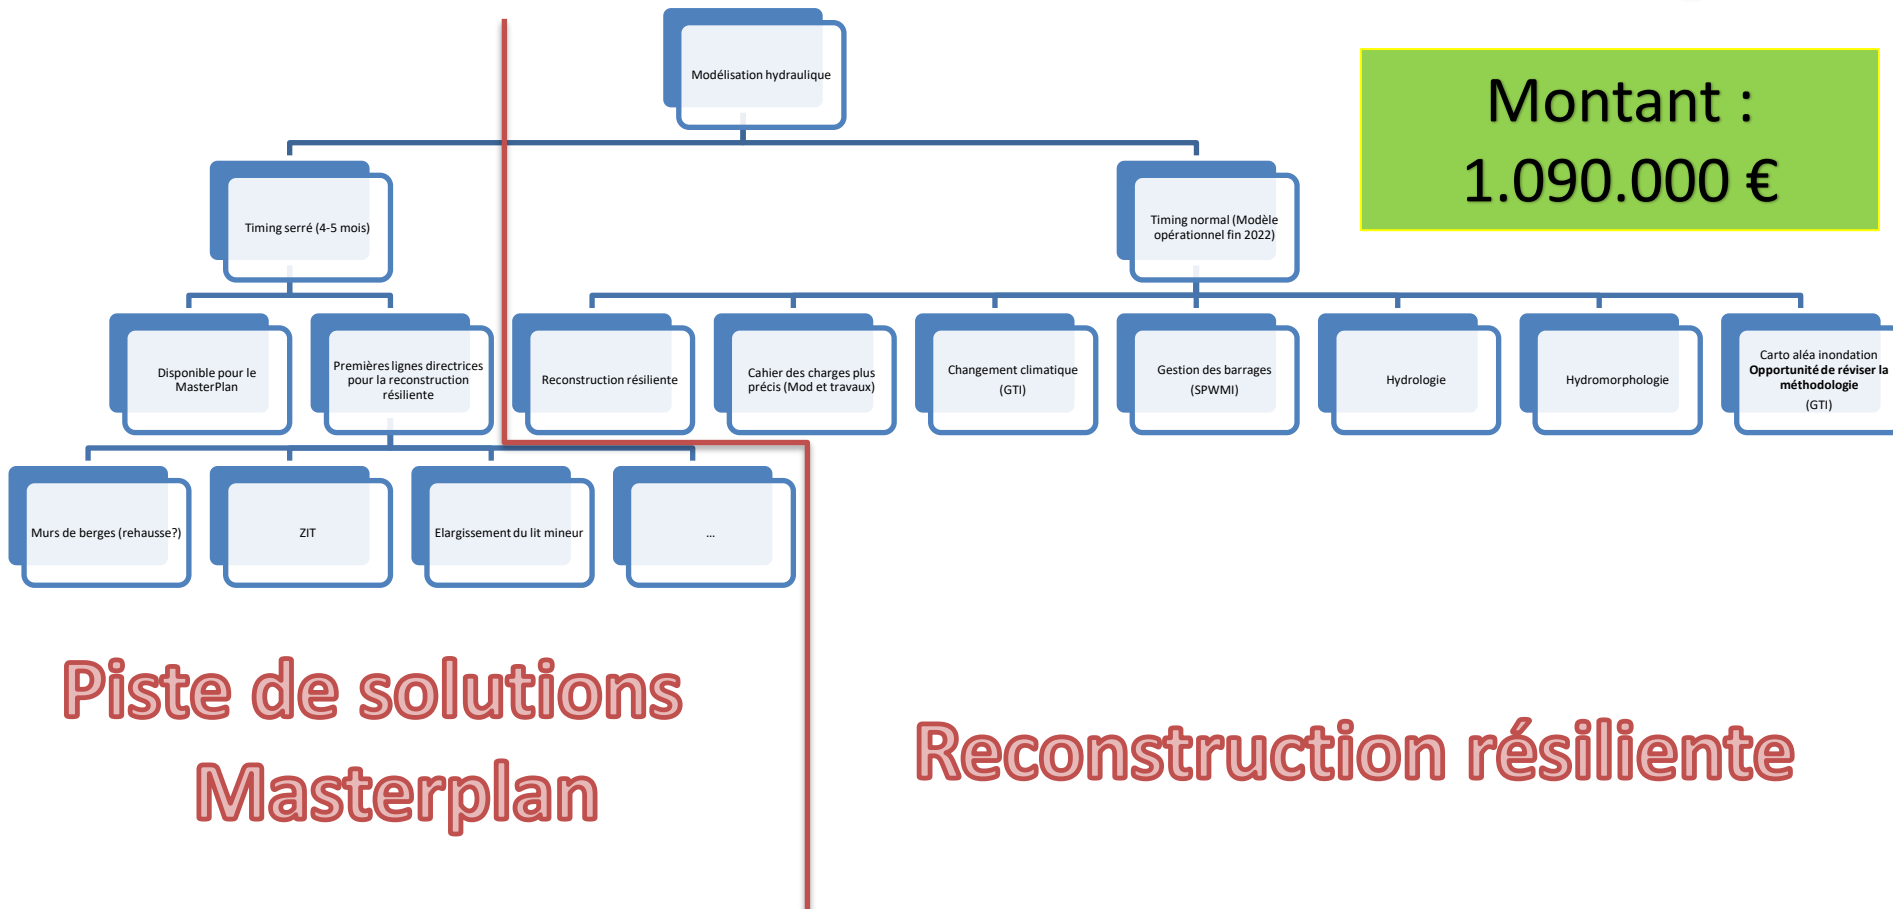 Modélisation hydraulique
Montant :
1.090.000 €
Timing serré (4-5 mois)
Timing normal (Modèle
opérationnel fin 2022)
Disponible pour le
MasterPlan
Premières lignes directrices
pour la reconstruction
résiliente
Reconstruction résiliente
Cahier des charges plus
précis (Mod et travaux)
Changement climatique
(GTI)
Gestion des barrages
(SPWMI)
Hydrologie
Hydromorphologie
Carto aléa inondation
Opportunité de réviser la
méthodologie
(GTI)
Murs de berges (rehausse?)
ZIT
Elargissement du lit mineur
...
Piste de solutions
Masterplan
Reconstruction résiliente